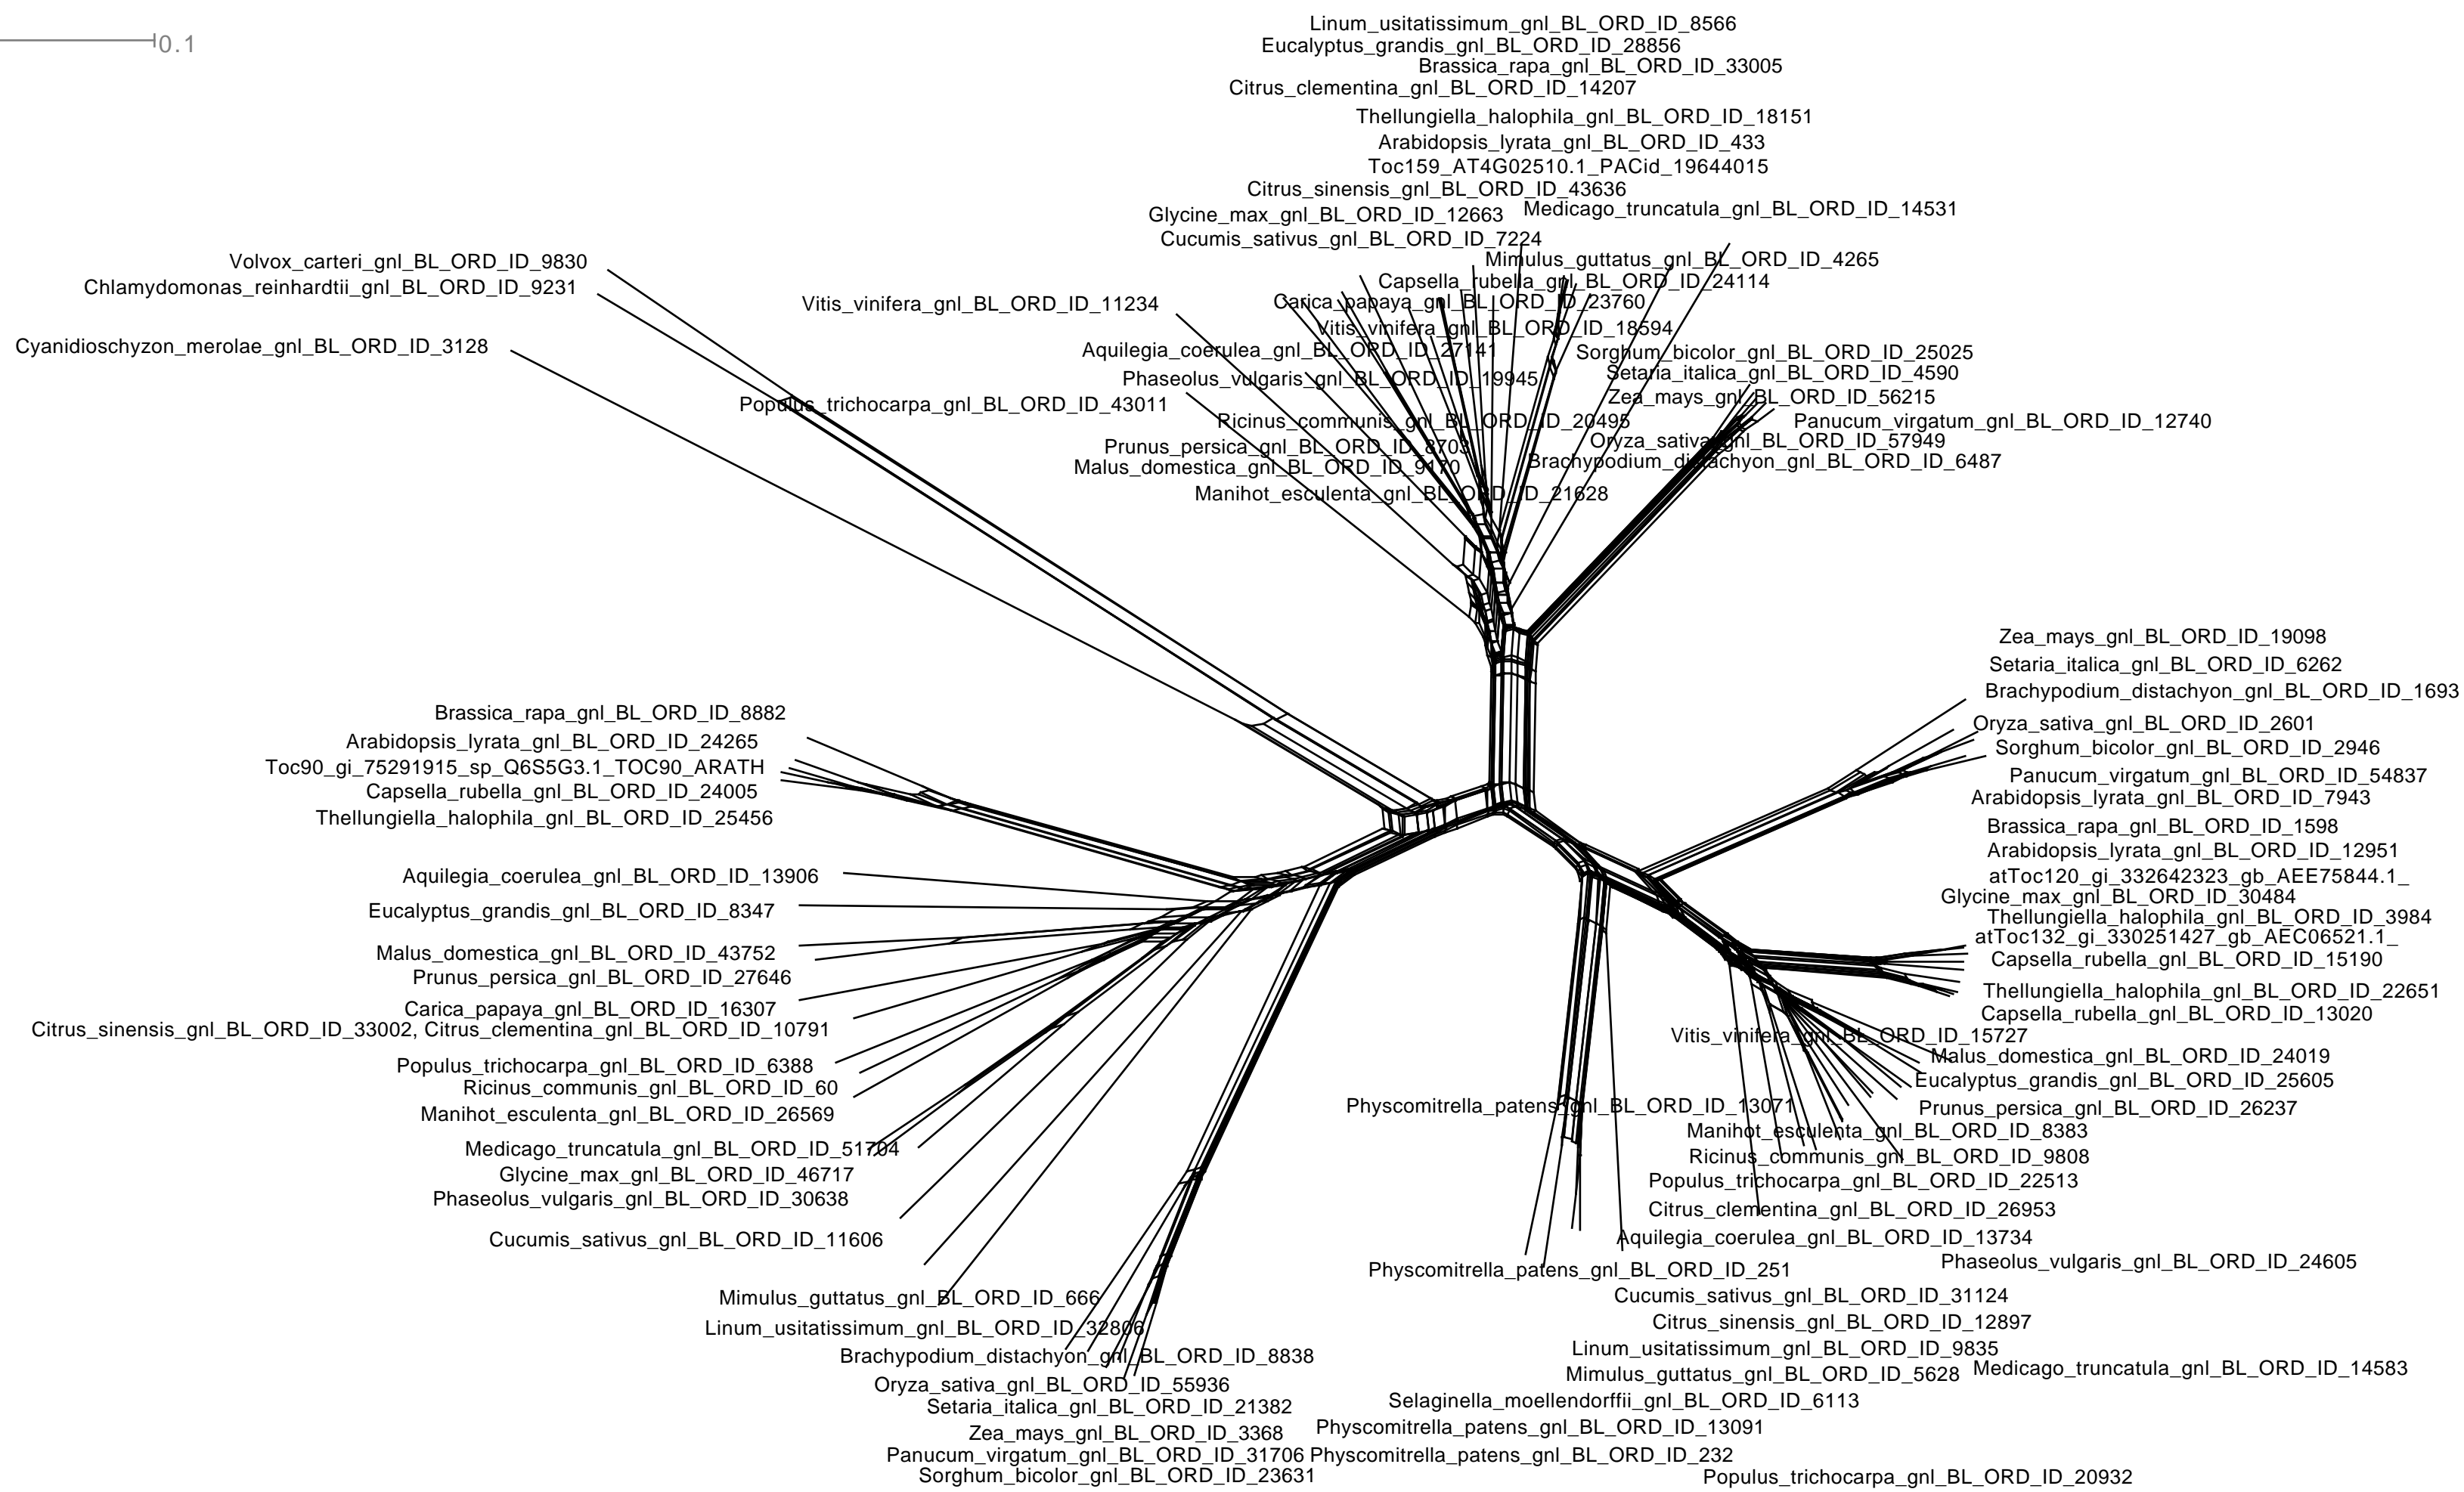 0.1
Linum_usitatissimum_gnl_BL_ORD_ID_8566
Eucalyptus_grandis_gnl_BL_ORD_ID_28856
Brassica_rapa_gnl_BL_ORD_ID_33005
Citrus_clementina_gnl_BL_ORD_ID_14207
Thellungiella_halophila_gnl_BL_ORD_ID_18151
Arabidopsis_lyrata_gnl_BL_ORD_ID_433
Toc159_AT4G02510.1_PACid_19644015
Citrus_sinensis_gnl_BL_ORD_ID_43636
Glycine_max_gnl_BL_ORD_ID_12663
Medicago_truncatula_gnl_BL_ORD_ID_14531
Cucumis_sativus_gnl_BL_ORD_ID_7224
Mimulus_guttatus_gnl_BL_ORD_ID_4265
Capsella_rubella_gnl_BL_ORD_ID_24114
Carica_papaya_gnl_BL_ORD_ID_23760
Vitis_vinifera_gnl_BL_ORD_ID_18594
Volvox_carteri_gnl_BL_ORD_ID_9830
Chlamydomonas_reinhardtii_gnl_BL_ORD_ID_9231
Cyanidioschyzon_merolae_gnl_BL_ORD_ID_3128
Vitis_vinifera_gnl_BL_ORD_ID_11234
Aquilegia_coerulea_gnl_BL_ORD_ID_27141
Phaseolus_vulgaris_gnl_BL_ORD_ID_19945
Populus_trichocarpa_gnl_BL_ORD_ID_43011
Ricinus_communis_gnl_BL_ORD_ID_20495
Prunus_persica_gnl_BL_ORD_ID_8703
Malus_domestica_gnl_BL_ORD_ID_9170
Manihot_esculenta_gnl_BL_ORD_ID_21628
Sorghum_bicolor_gnl_BL_ORD_ID_25025
Setaria_italica_gnl_BL_ORD_ID_4590
Zea_mays_gnl_BL_ORD_ID_56215
Panucum_virgatum_gnl_BL_ORD_ID_12740
Oryza_sativa_gnl_BL_ORD_ID_57949
Brachypodium_distachyon_gnl_BL_ORD_ID_6487
Zea_mays_gnl_BL_ORD_ID_19098
Setaria_italica_gnl_BL_ORD_ID_6262
Brachypodium_distachyon_gnl_BL_ORD_ID_1693
Oryza_sativa_gnl_BL_ORD_ID_2601
Sorghum_bicolor_gnl_BL_ORD_ID_2946
Panucum_virgatum_gnl_BL_ORD_ID_54837
Arabidopsis_lyrata_gnl_BL_ORD_ID_7943
Brassica_rapa_gnl_BL_ORD_ID_1598
Arabidopsis_lyrata_gnl_BL_ORD_ID_12951
atToc120_gi_332642323_gb_AEE75844.1_
Glycine_max_gnl_BL_ORD_ID_30484
Thellungiella_halophila_gnl_BL_ORD_ID_3984
atToc132_gi_330251427_gb_AEC06521.1_
Capsella_rubella_gnl_BL_ORD_ID_15190
Thellungiella_halophila_gnl_BL_ORD_ID_22651
Capsella_rubella_gnl_BL_ORD_ID_13020
Vitis_vinifera_gnl_BL_ORD_ID_15727
Malus_domestica_gnl_BL_ORD_ID_24019
Eucalyptus_grandis_gnl_BL_ORD_ID_25605
Prunus_persica_gnl_BL_ORD_ID_26237
Manihot_esculenta_gnl_BL_ORD_ID_8383
Ricinus_communis_gnl_BL_ORD_ID_9808
Populus_trichocarpa_gnl_BL_ORD_ID_22513
Citrus_clementina_gnl_BL_ORD_ID_26953
Aquilegia_coerulea_gnl_BL_ORD_ID_13734
Phaseolus_vulgaris_gnl_BL_ORD_ID_24605
Physcomitrella_patens_gnl_BL_ORD_ID_13071
Physcomitrella_patens_gnl_BL_ORD_ID_251
Cucumis_sativus_gnl_BL_ORD_ID_31124
Citrus_sinensis_gnl_BL_ORD_ID_12897
Linum_usitatissimum_gnl_BL_ORD_ID_9835
Mimulus_guttatus_gnl_BL_ORD_ID_5628
Medicago_truncatula_gnl_BL_ORD_ID_14583
Selaginella_moellendorffii_gnl_BL_ORD_ID_6113
Physcomitrella_patens_gnl_BL_ORD_ID_13091
Physcomitrella_patens_gnl_BL_ORD_ID_232
Populus_trichocarpa_gnl_BL_ORD_ID_20932
Brassica_rapa_gnl_BL_ORD_ID_8882
Arabidopsis_lyrata_gnl_BL_ORD_ID_24265
Toc90_gi_75291915_sp_Q6S5G3.1_TOC90_ARATH
Capsella_rubella_gnl_BL_ORD_ID_24005
Thellungiella_halophila_gnl_BL_ORD_ID_25456
Aquilegia_coerulea_gnl_BL_ORD_ID_13906
Eucalyptus_grandis_gnl_BL_ORD_ID_8347
Malus_domestica_gnl_BL_ORD_ID_43752
Prunus_persica_gnl_BL_ORD_ID_27646
Carica_papaya_gnl_BL_ORD_ID_16307
Citrus_sinensis_gnl_BL_ORD_ID_33002, Citrus_clementina_gnl_BL_ORD_ID_10791
Populus_trichocarpa_gnl_BL_ORD_ID_6388
Ricinus_communis_gnl_BL_ORD_ID_60
Manihot_esculenta_gnl_BL_ORD_ID_26569
Medicago_truncatula_gnl_BL_ORD_ID_51704
Glycine_max_gnl_BL_ORD_ID_46717
Phaseolus_vulgaris_gnl_BL_ORD_ID_30638
Cucumis_sativus_gnl_BL_ORD_ID_11606
Mimulus_guttatus_gnl_BL_ORD_ID_666
Linum_usitatissimum_gnl_BL_ORD_ID_32806
Brachypodium_distachyon_gnl_BL_ORD_ID_8838
Oryza_sativa_gnl_BL_ORD_ID_55936
Setaria_italica_gnl_BL_ORD_ID_21382
Zea_mays_gnl_BL_ORD_ID_3368
Panucum_virgatum_gnl_BL_ORD_ID_31706
Sorghum_bicolor_gnl_BL_ORD_ID_23631